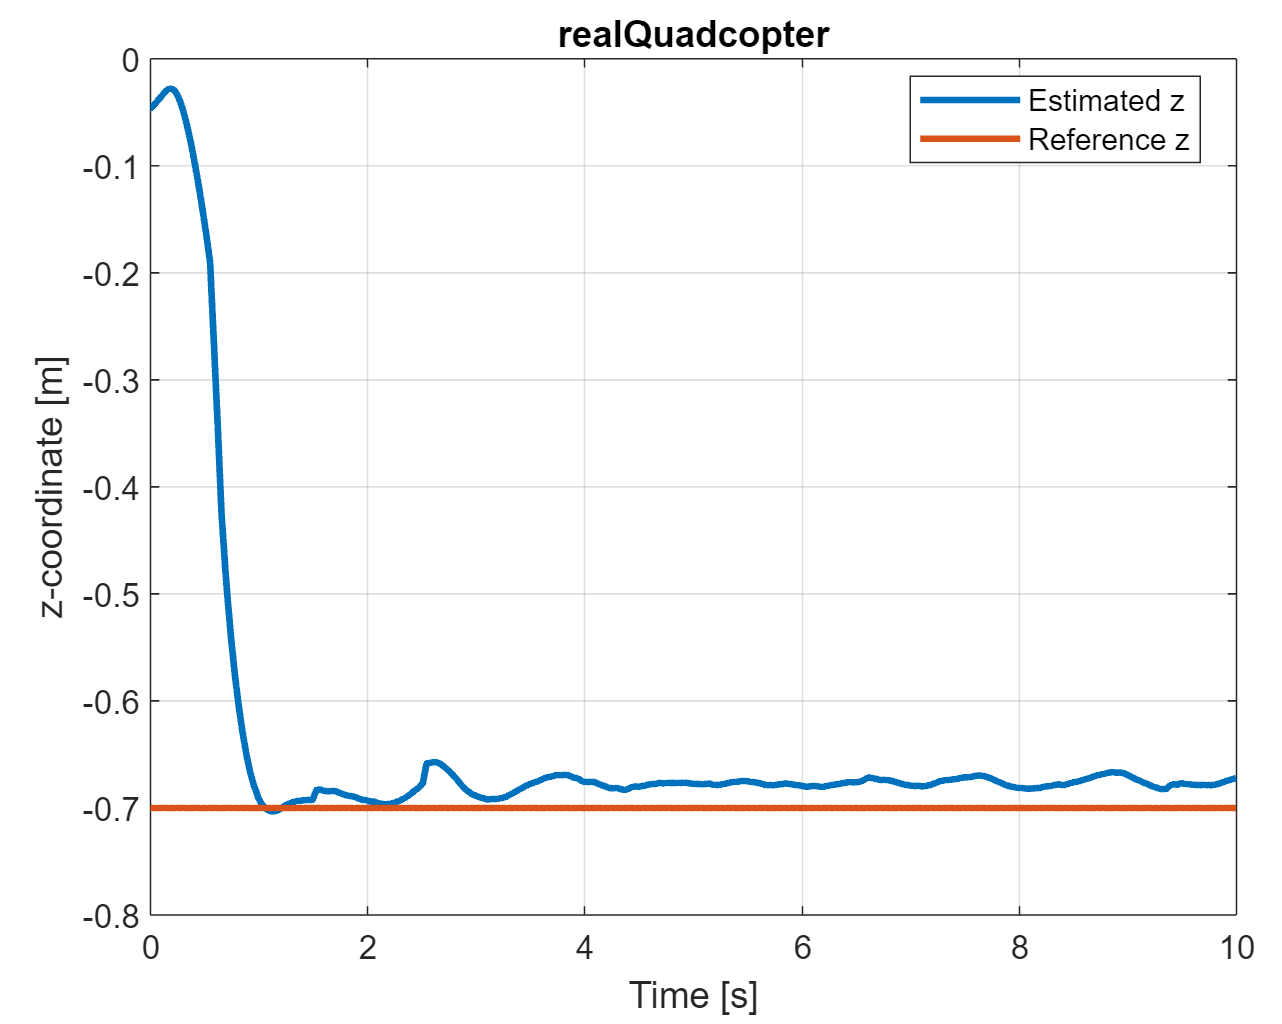 realQuadcopter
Estimated z
Reference z
z-coordinate [m]
0
-0.1
-0.2
-0.3
-0.4
-0.5
-0.6
-0.7
-0.8
0 2 4 6 8 10
Time [s]